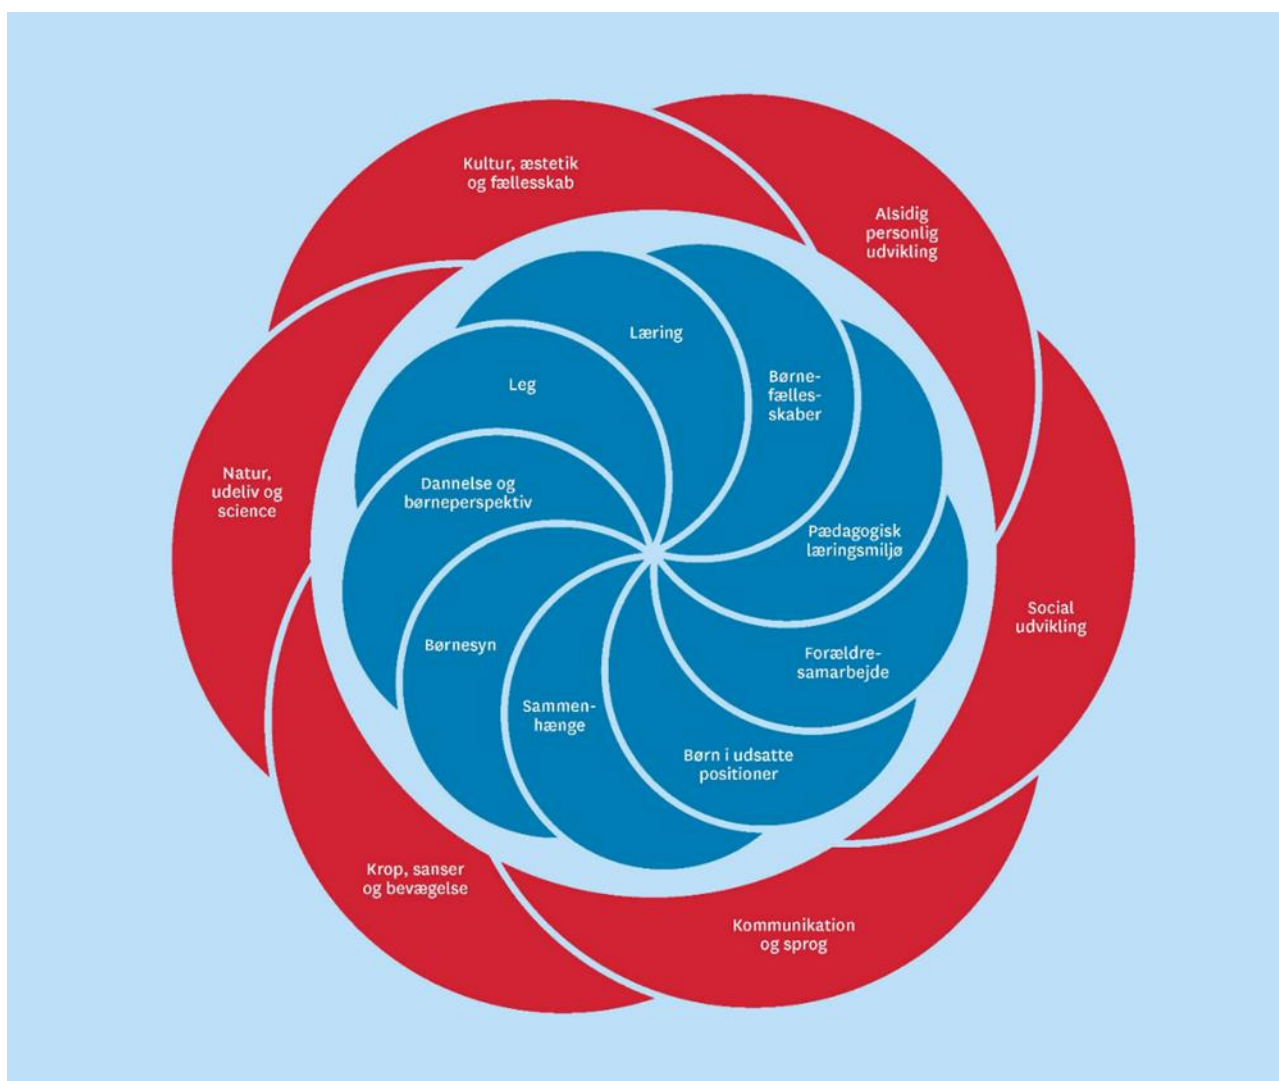 Kultur, æstetik
og fællesskab
Alsidig
personlig
udvikling
Læring
Leg
Børne-
fælles-
skaber
Natur,
udeliv og
science
Dannelse og
børneperspektiv
Pædagogisk
læringsmiljø
Social
udvikling
Børnesyn
Forældre-
samarbejde
Sammen-
hænge
Børn i udsatte
positioner
Krop, sanser
og bevægelse
Kommunikation
og sprog